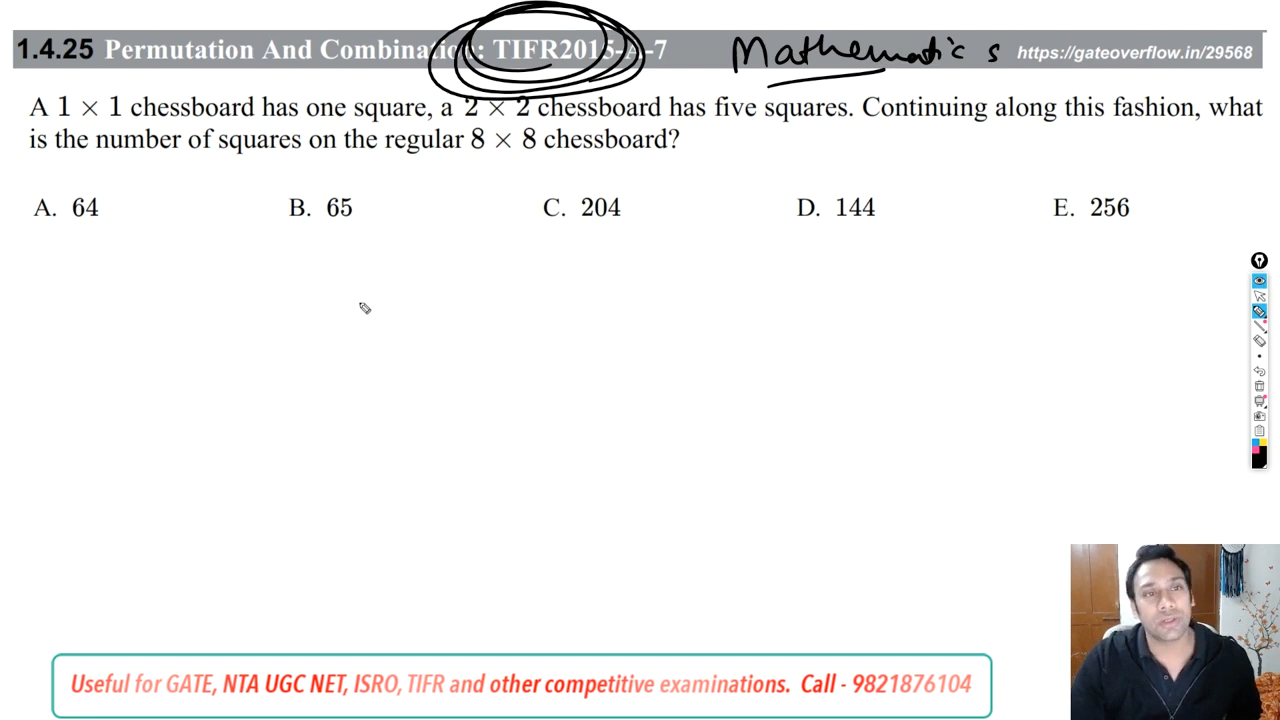 1.4.25 Permutation And Combination: TIFR2015-A-7 Mathematics https://gateoverflow.in/29568
A 1 × 1 chessboard has one square, a 2 × 2 chessboard has five squares. Continuing along this fashion, what
is the number of squares on the regular 8 × 8 chessboard?
A. 64 B. 65 C. 204 D. 144 E. 256
Useful for GATE, NTA UGC NET, ISRO, TIFR and other competitive examinations. Call - 9821876104